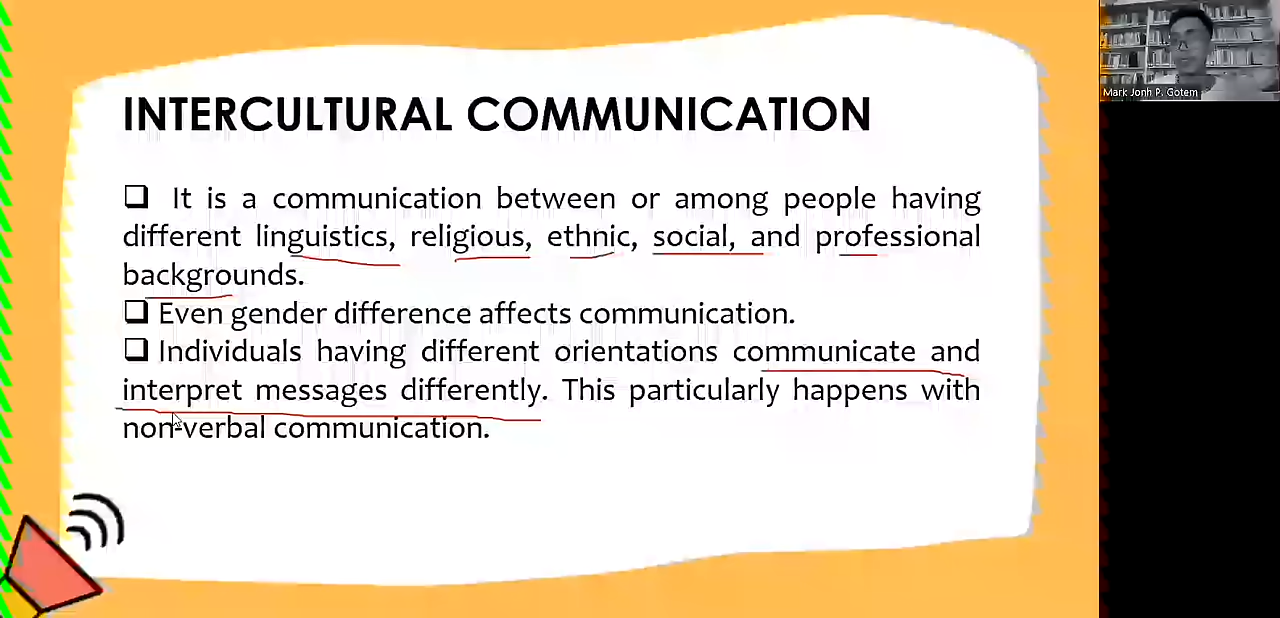 INTERCULTURAL COMMUNICATION
It is a communication between or among people having
different linguistics, religious, ethnic, social, and professional
backgrounds.
Even gender difference affects communication.
Individuals having different orientations communicate and
interpret messages differently. This particularly happens with
non-verbal communication.
Mark Jonh P. Gotem